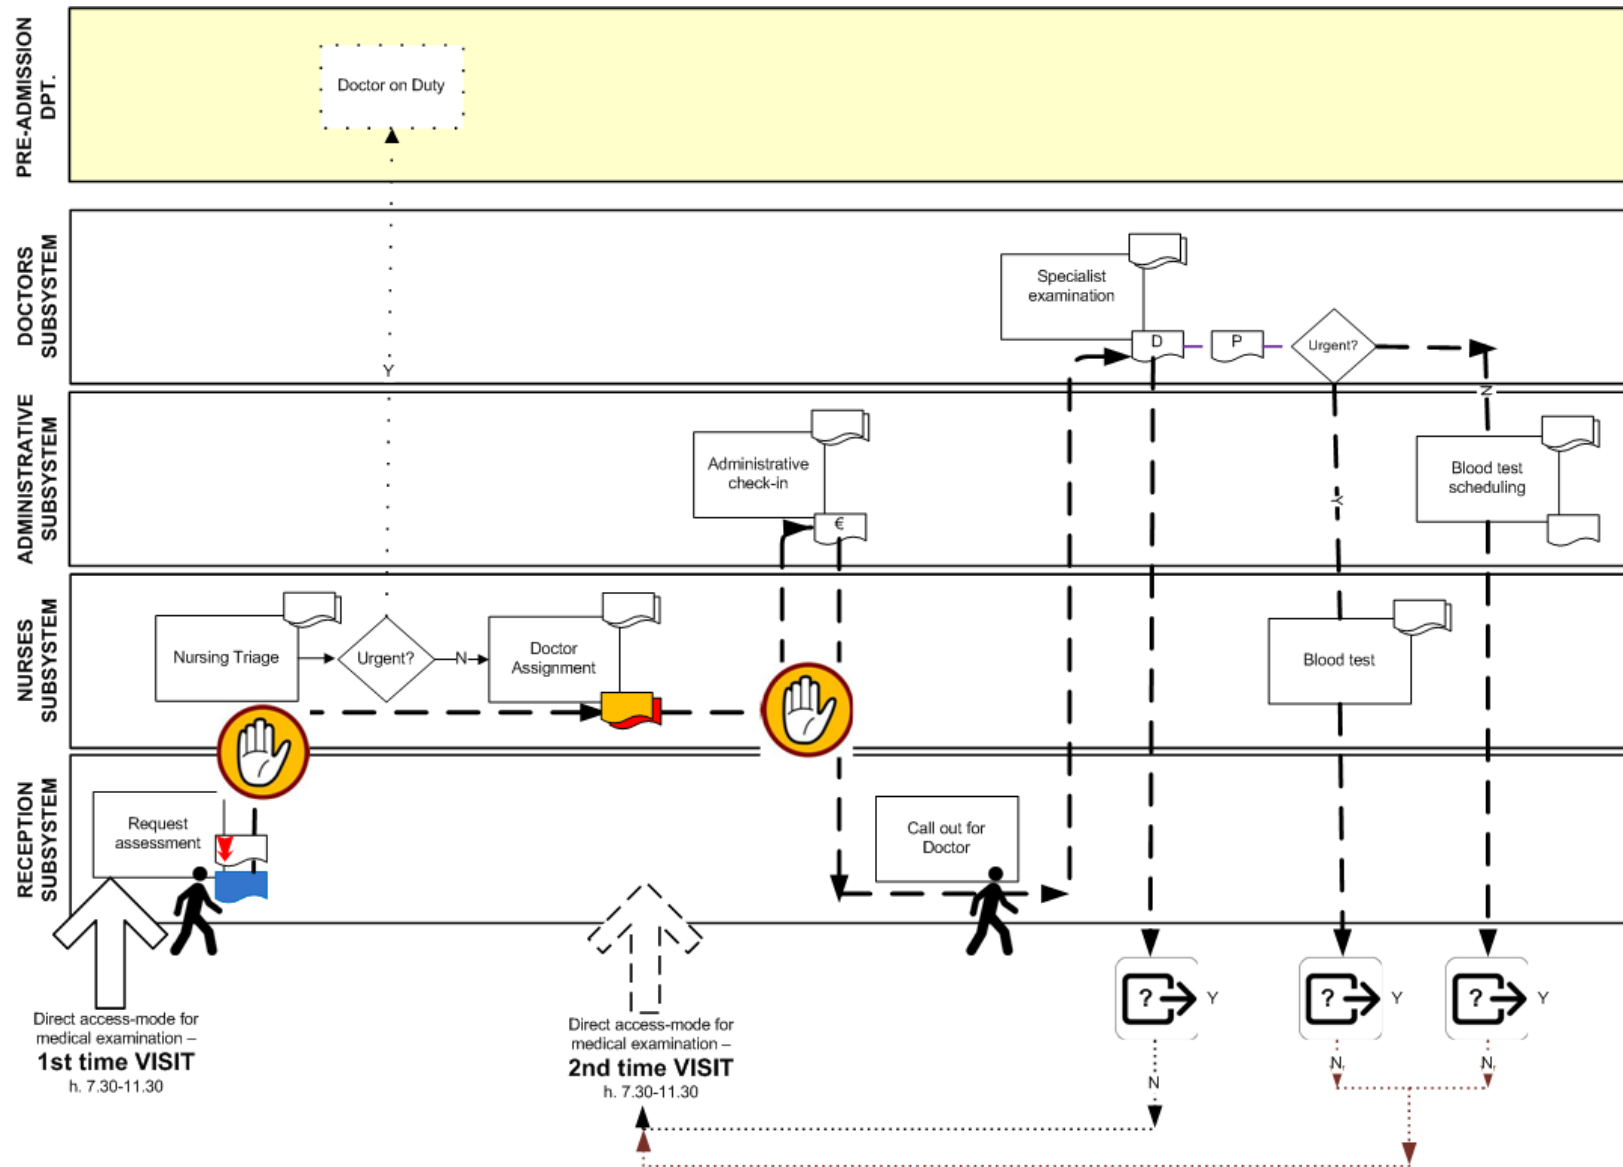 PRE-ADMISSION
DPT.
Doctor on Duty
DOCTORS
SUBSYSTEM
Y
Specialist
examination
D
P
Urgent?
N
ADMINISTRATIVE
SUBSYSTEM
Administrative
check-in
€
Y
Blood test
scheduling
NURSES
SUBSYSTEM
Nursing Triage
Urgent?
N
Doctor
Assignment
Blood test
RECEPTION
SUBSYSTEM
Request
assessment
Call out for
Doctor
Direct access-mode for
medical examination –
1st time VISIT
h. 7.30-11.30
Direct access-mode for
medical examination –
2nd time VISIT
h. 7.30-11.30
? Y
? Y
? Y
N
N
N